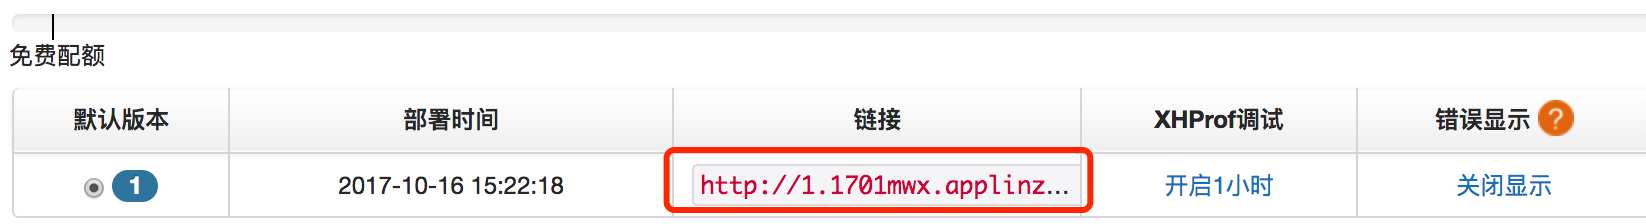 免费配额
默认版本 部署时间 链接 XHProf调试 错误显示 ?
1 2017-10-16 15:22:18 http://1.1701mwx.applinz... 开启1小时 关闭显示